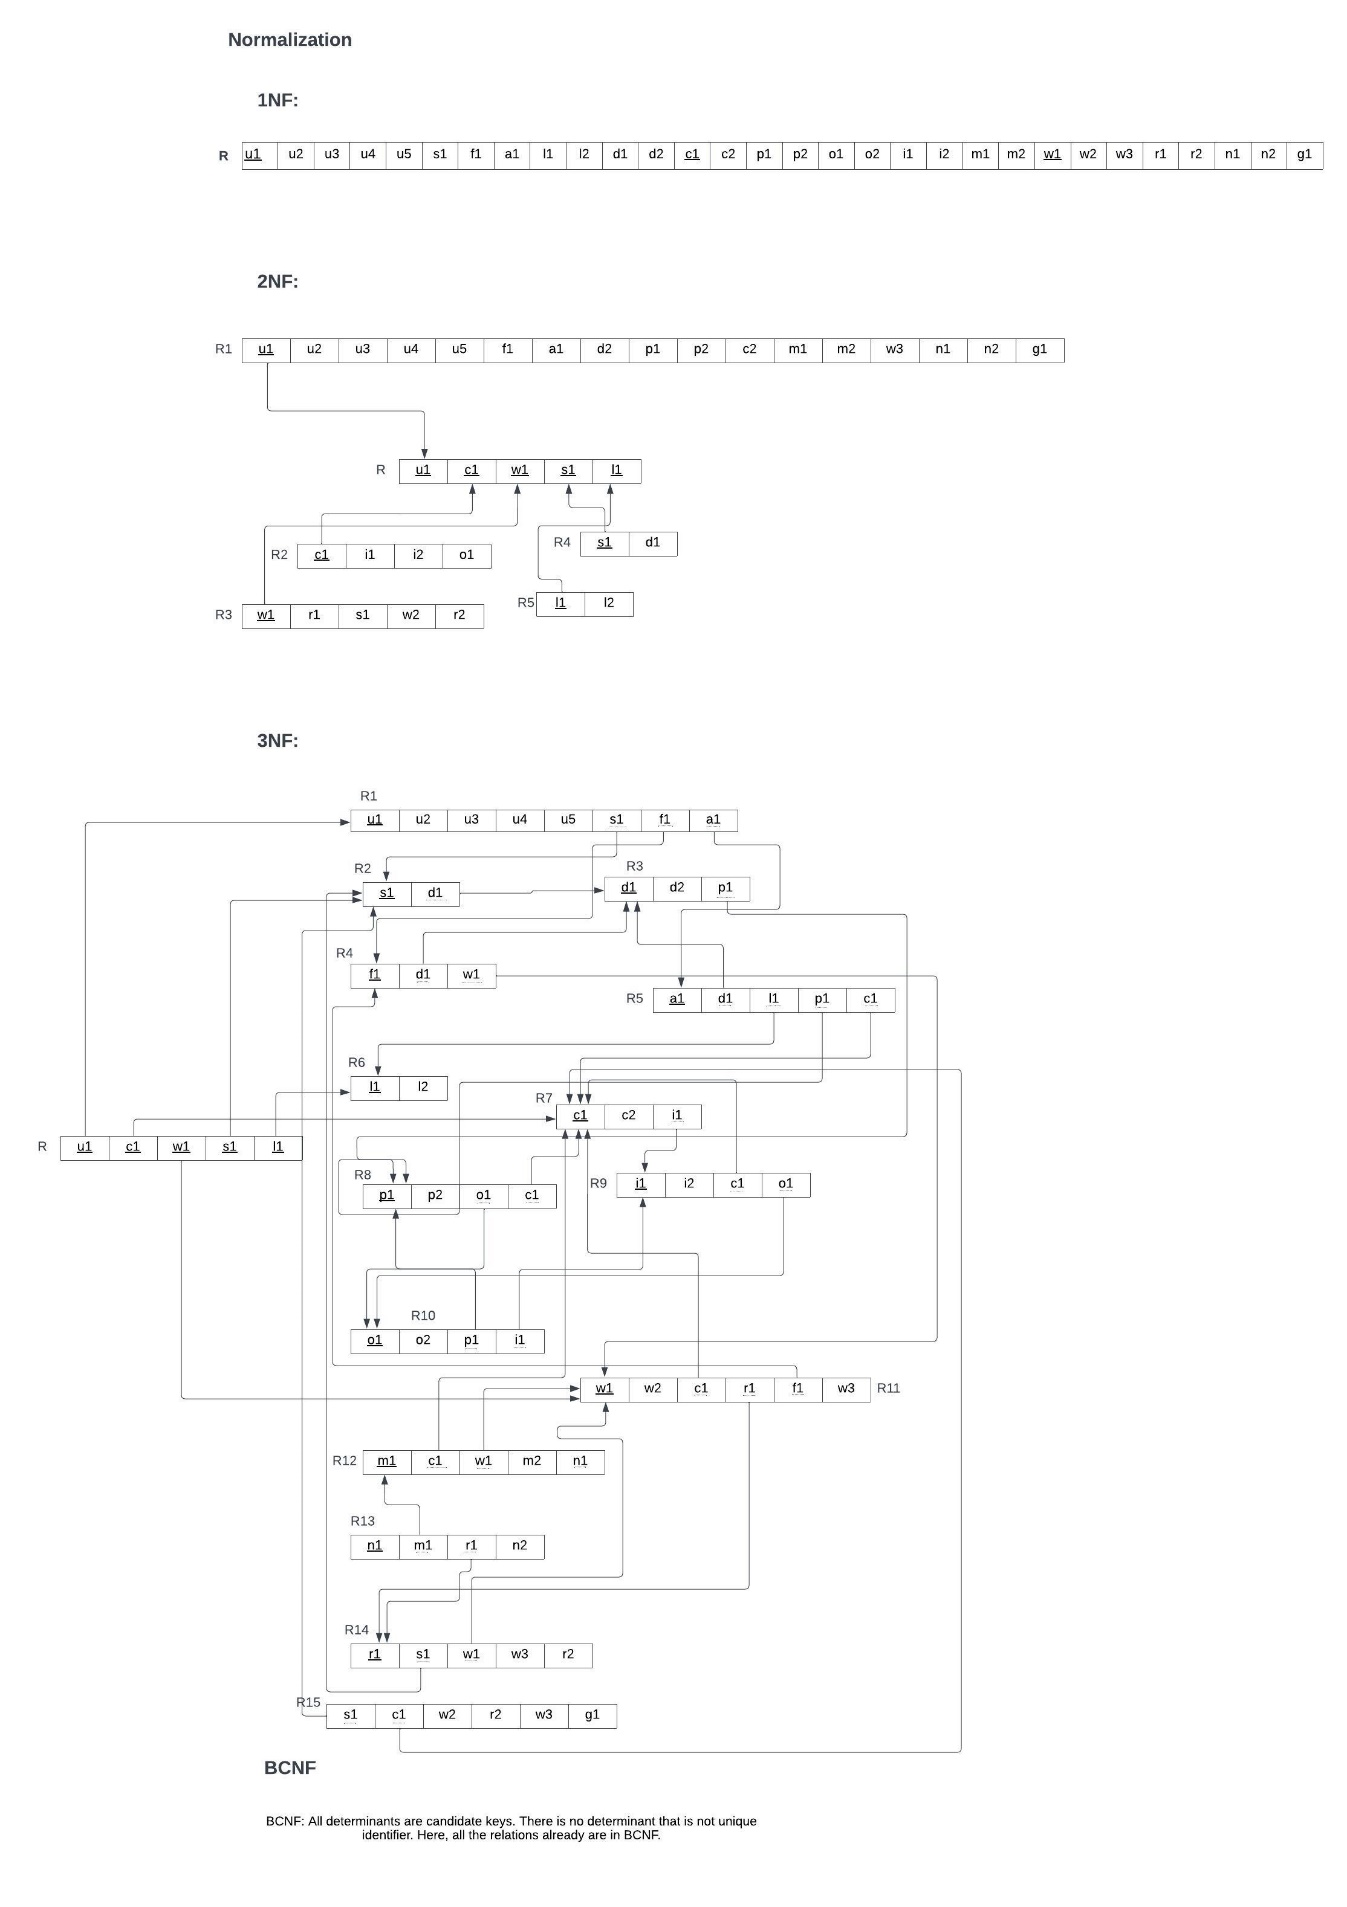 Normalization
1NF:
R u1 u2 u3 u4 u5 s1 f1 a1 l1 l2 d1 d2 c1 c2 p1 p2 o1 o2 i1 i2 m1 m2 w1 w2 w3 r1 r2 n1 n2 g1
2NF:
R1 u1 u2 u3 u4 u5 f1 a1 d2 p1 p2 c2 m1 m2 w3 n1 n2 g1
R u1 c1 w1 s1 l1
R4 s1 d1
R2 c1 i1 i2 o1
R5 l1 l2
R3 w1 r1 s1 w2 r2
3NF:
R1
u1 u2 u3 u4 u5 s1 f1 a1
R2
s1 d1
R3
d1 d2 p1
R4
f1 d1 w1
R5 a1 d1 l1 p1 c1
R6
l1 l2
R7
c1 c2 i1
R u1 c1 w1 s1 l1
R8
p1 p2 o1 c1
R9 i1 i2 c1 o1
R10
o1 o2 p1 i1
w1 w2 c1 r1 f1 w3 R11
R12 m1 c1 w1 m2 n1
R13
n1 m1 r1 n2
R14
r1 s1 w1 w3 r2
R15
s1 c1 w2 r2 w3 g1
BCNF
BCNF: All determinants are candidate keys. There is no determinant that is not unique
identifier. Here, all the relations already are in BCNF.